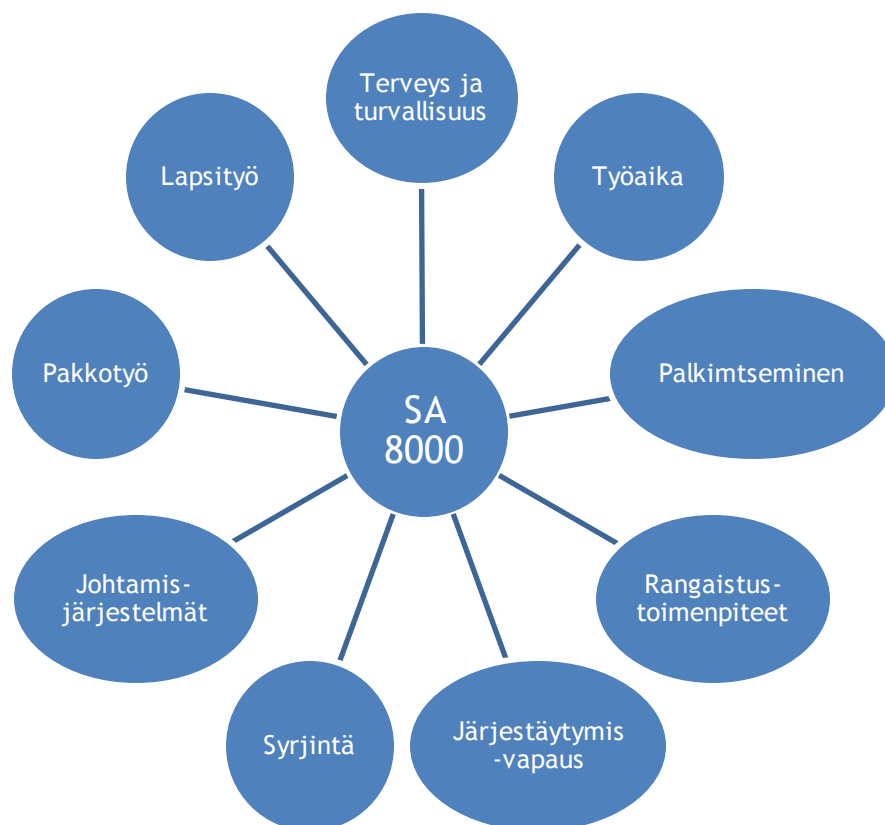 Terveys ja
turvallisuus
Lapsityö
Työaika
Pakkotyö
Palkimtseminen
SA
8000
Johtamis-
järjestelmät
Rangaistus-
toimenpiteet
Syrjintä
Järjestäytymis
-vapaus